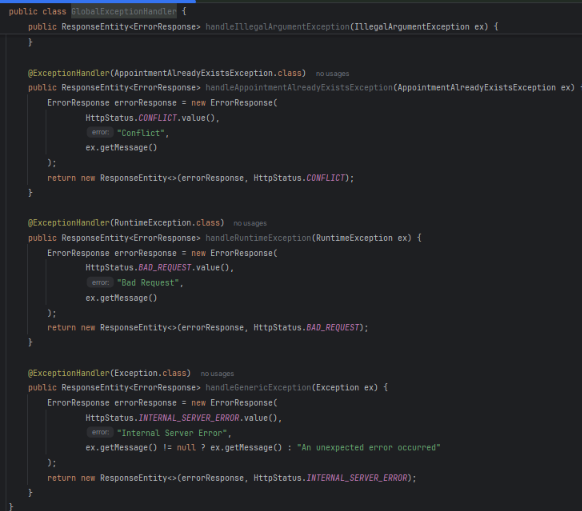 public class GlobalExceptionHandler {
public ResponseEntity<ErrorResponse> handleIllegalArgumentException(IllegalArgumentException ex) {
}
@ExceptionHandler(AppointmentAlreadyExistsException.class) no usages
public ResponseEntity<ErrorResponse> handleAppointmentAlreadyExistsException(AppointmentAlreadyExistsException ex) {
ErrorResponse errorResponse = new ErrorResponse(
HttpStatus.CONFLICT.value(),
error: "Conflict",
ex.getMessage()
);
return new ResponseEntity<>(errorResponse, HttpStatus.CONFLICT);
}
@ExceptionHandler(RuntimeException.class) no usages
public ResponseEntity<ErrorResponse> handleRuntimeException(RuntimeException ex) {
ErrorResponse errorResponse = new ErrorResponse(
HttpStatus.BAD_REQUEST.value(),
error: "Bad Request",
ex.getMessage()
);
return new ResponseEntity<>(errorResponse, HttpStatus.BAD_REQUEST);
}
@ExceptionHandler(Exception.class) no usages
public ResponseEntity<ErrorResponse> handleGenericException(Exception ex) {
ErrorResponse errorResponse = new ErrorResponse(
HttpStatus.INTERNAL_SERVER_ERROR.value(),
error: "Internal Server Error",
ex.getMessage() != null ? ex.getMessage() : "An unexpected error occurred"
);
return new ResponseEntity<>(errorResponse, HttpStatus.INTERNAL_SERVER_ERROR);
}
}